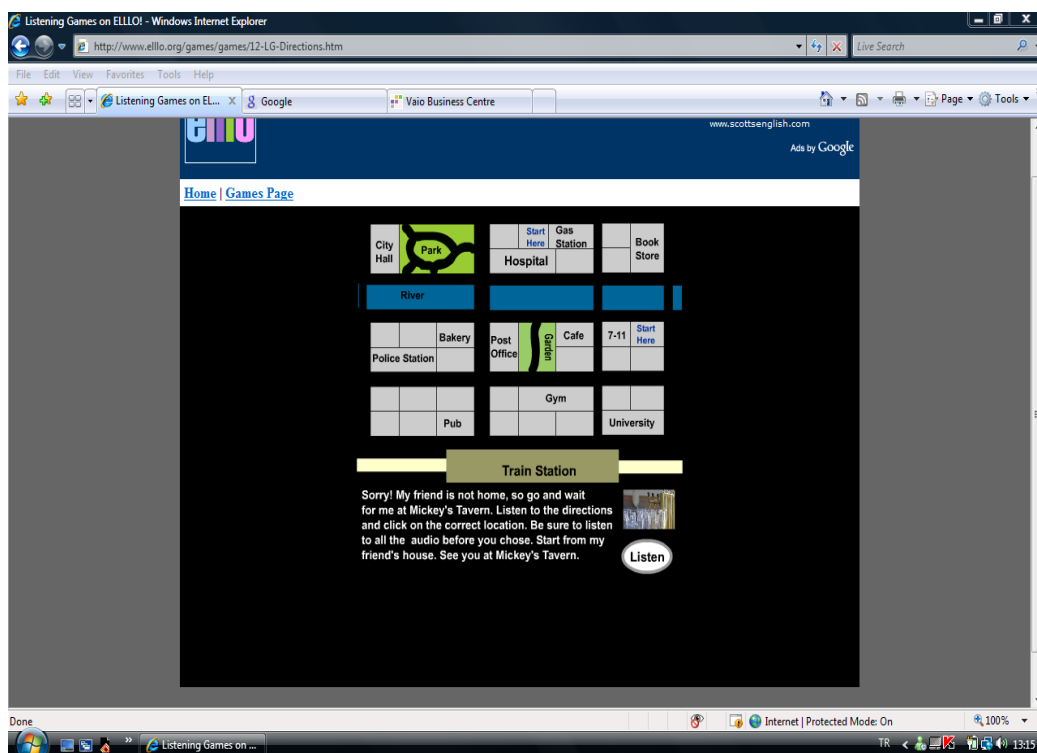 Listening Games on ELLLO! - Windows Internet Explorer
http://www.elllo.org/games/games/12-LG-Directions.htm
Live Search
File Edit View Favorites Tools Help
Listening Games on EL... X
Google
Vaio Business Centre
Page
Tools
elllo
www.scottsenglish.com
Ads by Google
Home | Games Page
City Hall
Park
Start Here
Gas Station
Hospital
Book Store
River
Bakery
Police Station
Post Office
Garden
Cafe
7-11
Start Here
Gym
Pub
University
Train Station
Sorry! My friend is not home, so go and wait
for me at Mickey's Tavern. Listen to the directions
and click on the correct location. Be sure to listen
to all the audio before you chose. Start from my
friend's house. See you at Mickey's Tavern.
Listen
Done
Internet | Protected Mode: On
100%
Listening Games on ...
TR
13:15